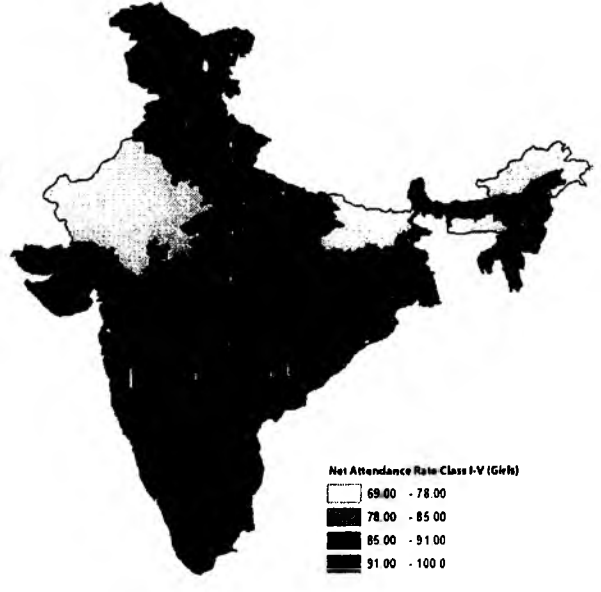 Net Attendance Rate Class I-V (Girls)
69.00 - 78.00
78.00 - 85 00
85 00 - 91 00
91 00 - 100 0